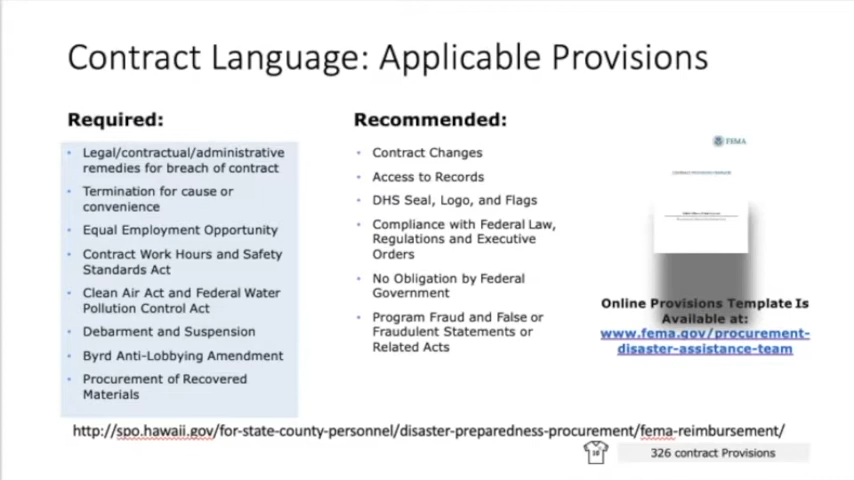 Contract Language: Applicable Provisions
Required:
• Legal/contractual/administrative
remedies for breach of contract
• Termination for cause or
convenience
• Equal Employment Opportunity
• Contract Work Hours and Safety
Standards Act
• Clean Air Act and Federal Water
Pollution Control Act
• Debarment and Suspension
• Byrd Anti-Lobbying Amendment
• Procurement of Recovered
Materials
Recommended:
• Contract Changes
• Access to Records
• DHS Seal, Logo, and Flags
• Compliance with Federal Law,
Regulations and Executive
Orders
• No Obligation by Federal
Government
• Program Fraud and False or
Fraudulent Statements or
Related Acts
FEMA
Online Provisions Template Is
Available at:
www.fema.gov/procurement-
disaster-assistance-team
http://spo.hawaii.gov/for-state-county-personnel/disaster-preparedness-procurement/fema-reimbursement/
326 contract Provisions